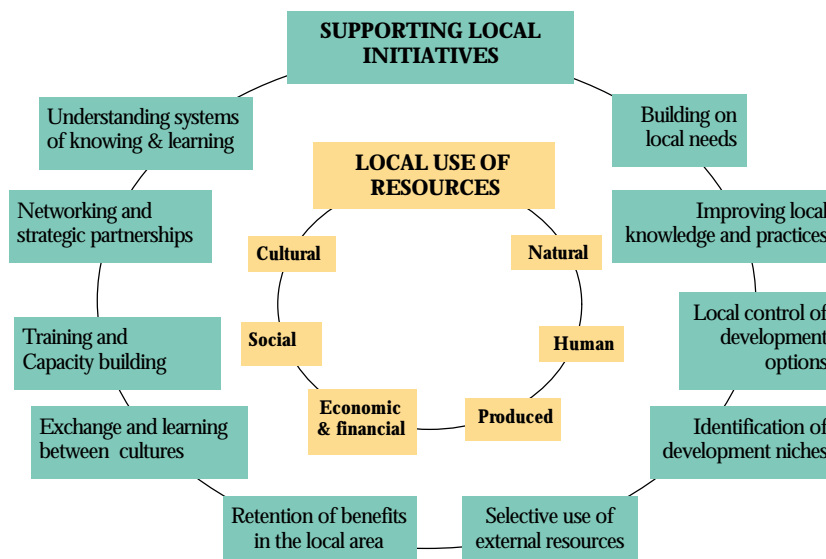 SUPPORTING LOCAL
INITIATIVES
Building on
local needs
Improving local
knowledge and practices
Local control of
development
options
Identification of
development niches
Selective use of
external resources
Retention of benefits
in the local area
Exchange and learning
between cultures
Training and
Capacity building
Networking and
strategic partnerships
Understanding systems
of knowing & learning
LOCAL USE OF
RESOURCES
Natural
Human
Produced
Economic
& financial
Social
Cultural